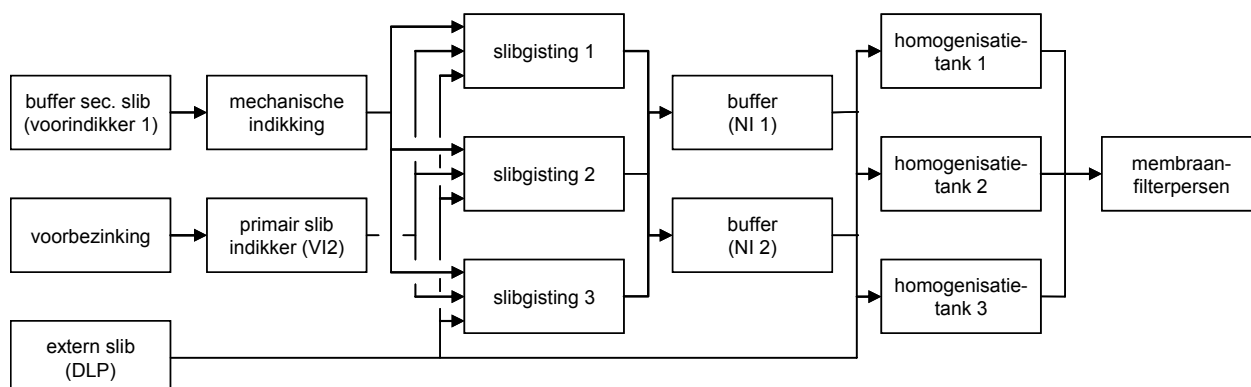 buffer sec. slib
(voorindikker 1)
mechanische
indikking
voorbezinking
primair slib
indikker (VI2)
extern slib
(DLP)
slibgisting 1
slibgisting 2
slibgisting 3
buffer
(NI 1)
buffer
(NI 2)
homogenisatie-
tank 1
homogenisatie-
tank 2
homogenisatie-
tank 3
membraan-
filterpersen